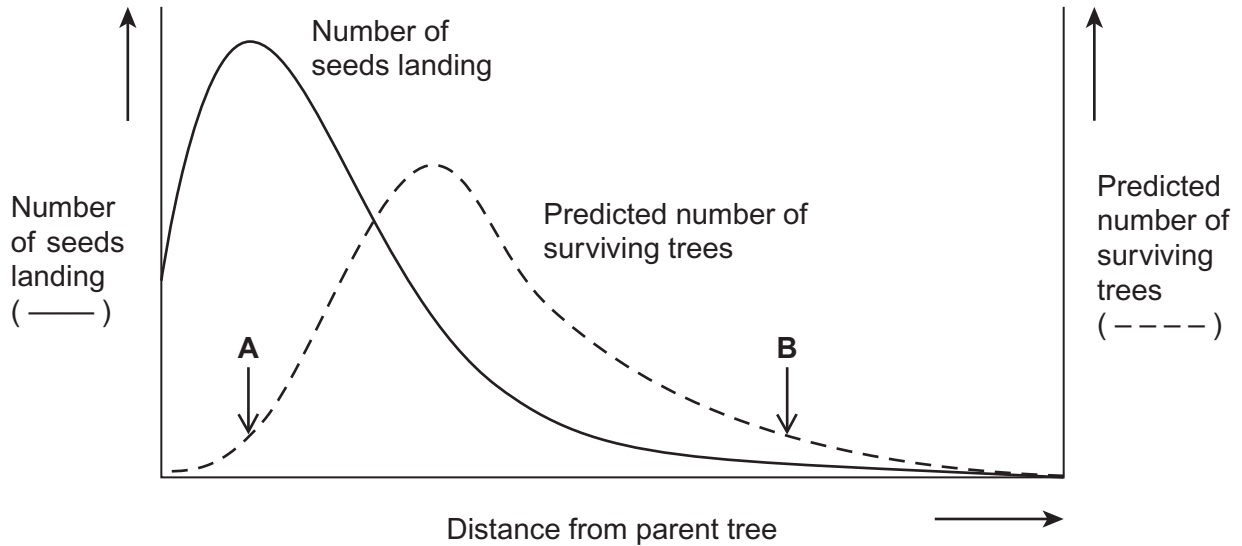 Number of
seeds landing
Number
of seeds
landing
( —— )
Predicted number of
surviving trees
Predicted
number of
surviving
trees
( – – – – )
A
B
Distance from parent tree